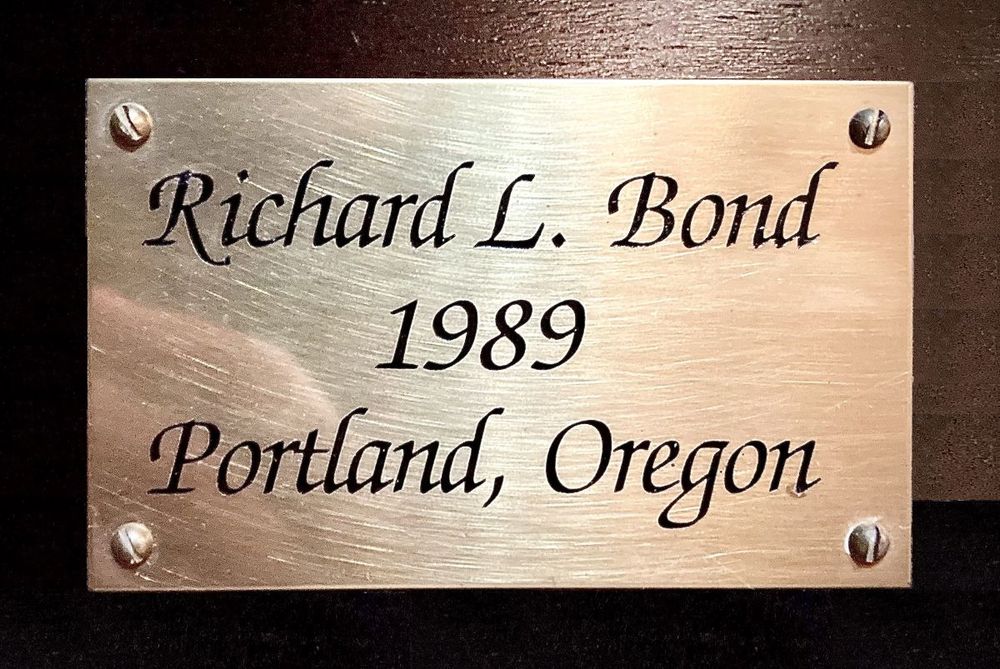 Richard L. Bond
1989
Portland, Oregon